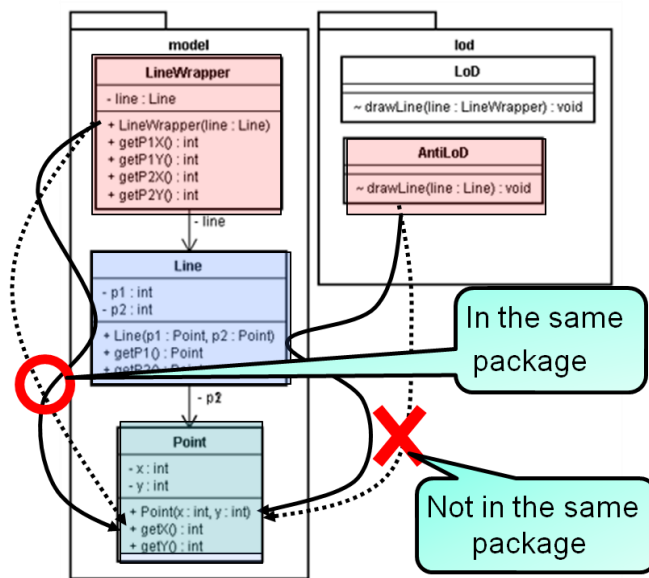 model
LineWrapper
- line : Line
+ LineWrapper(line : Line)
+ getP1X() : int
+ getP1Y() : int
+ getP2X() : int
+ getP2Y() : int
- line
Line
- p1 : int
- p2 : int
+ Line(p1 : Point, p2 : Point)
+ getP1() : Point
+ getP2() : Point
Point
- x : int
- y : int
+ Point(x : int, y : int)
+ getX() : int
+ getY() : int
lod
LoD
~ drawLine(line : LineWrapper) : void
AntiLoD
~ drawLine(line : Line) : void
In the same
package
Not in the same
package